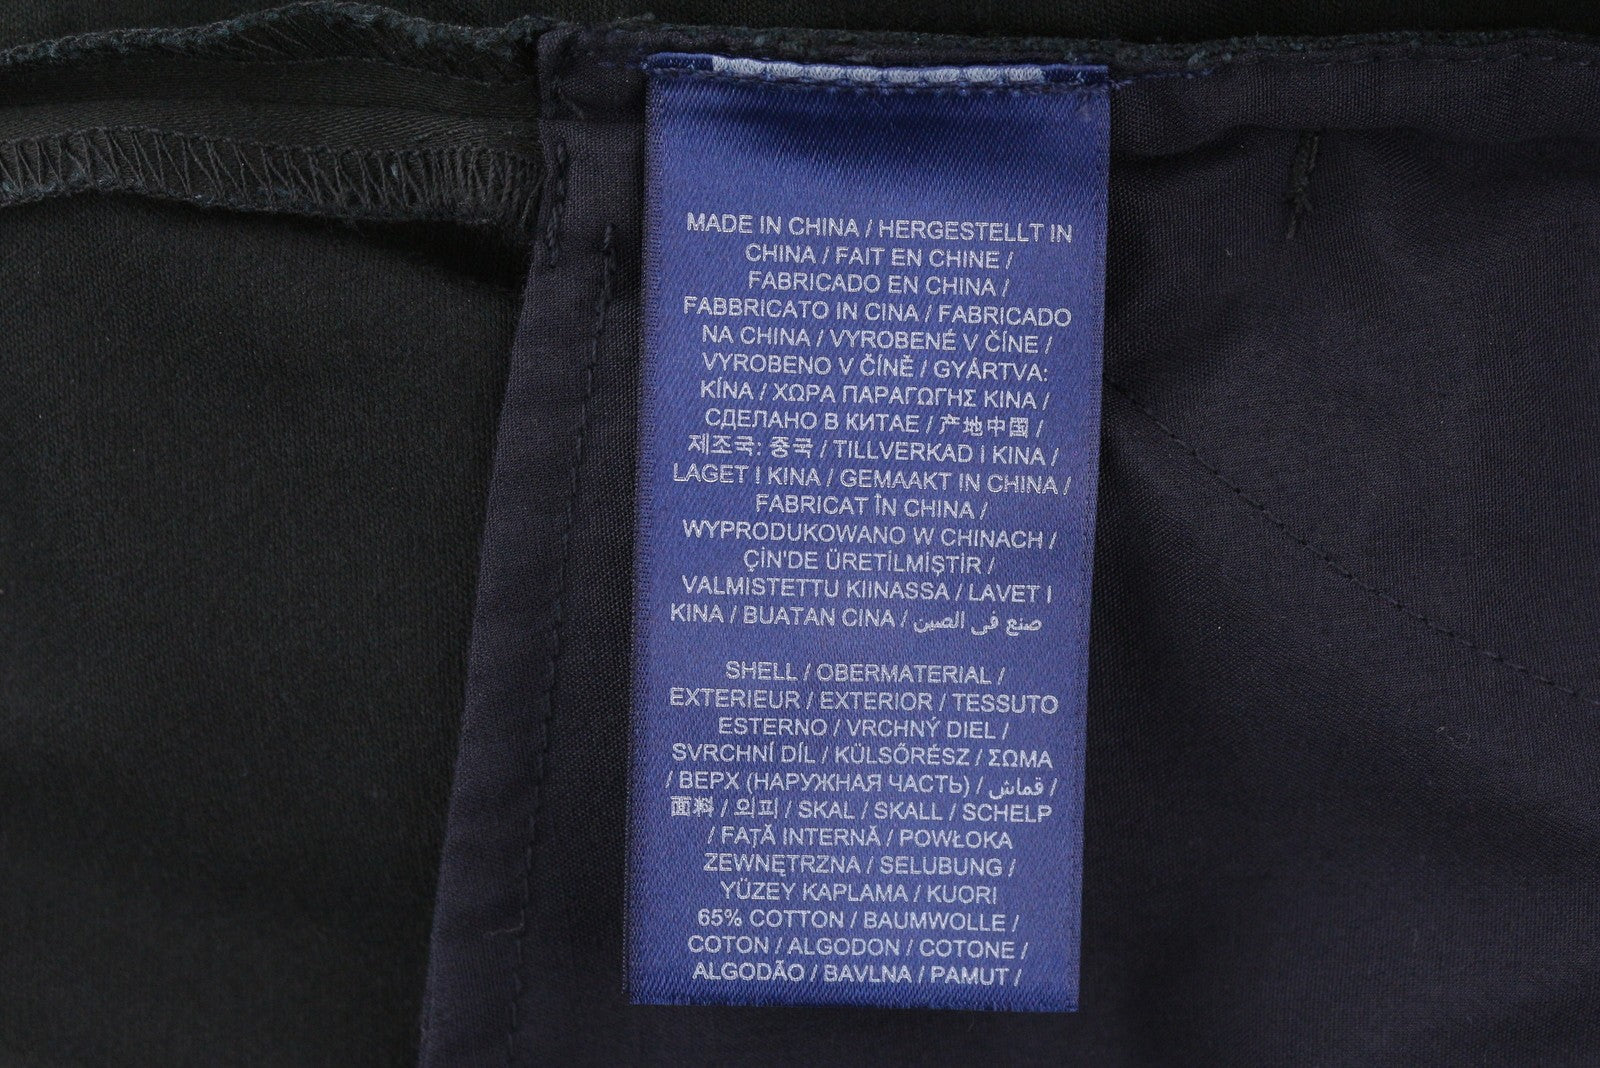 MADE IN CHINA / HERGESTELLT IN
CHINA / FAIT EN CHINE /
FABRICADO EN CHINA /
FABBRICATO IN CINA / FABRICADO
NA CHINA / VYROBENÉ V ČÍNE /
VYROBENO V ČÍNĚ / GYÁRTVA:
KÍNA / ΧΩΡΑ ΠΑΡΑΓΩΓΗΣ ΚΙΝΑ /
СДЕЛАНО В КИТАЕ / 产地中国 /
제조국: 중국 / TILLVERKAD I KINA /
LAGET I KINA / GEMAAKT IN CHINA /
FABRICAT ÎN CHINA /
WYPRODUKOWANO W CHINACH /
ÇİN'DE ÜRETİLMİŞTİR /
VALMISTETTU KIINASSA / LAVET I
KINA / BUATAN CINA / صنع في الصين
SHELL / OBERMATERIAL /
EXTERIEUR / EXTERIOR / TESSUTO
ESTERNO / VRCHNÝ DIEL /
SVRCHNÍ DÍL / KÜLSŐRÉSZ / ΣΩΜΑ
/ ВЕРХ (НАРУЖНАЯ ЧАСТЬ) / قماش /
面料 / 외피 / SKAL / SKALL / SCHELP
/ FAȚĂ INTERNĂ / POWŁOKA
ZEWNĘTRZNA / SELUBUNG /
YÜZEY KAPLAMA / KUORI
65% COTTON / BAUMWOLLE /
COTON / ALGODON / COTONE /
ALGODÃO / BAVLNA / PAMUT /